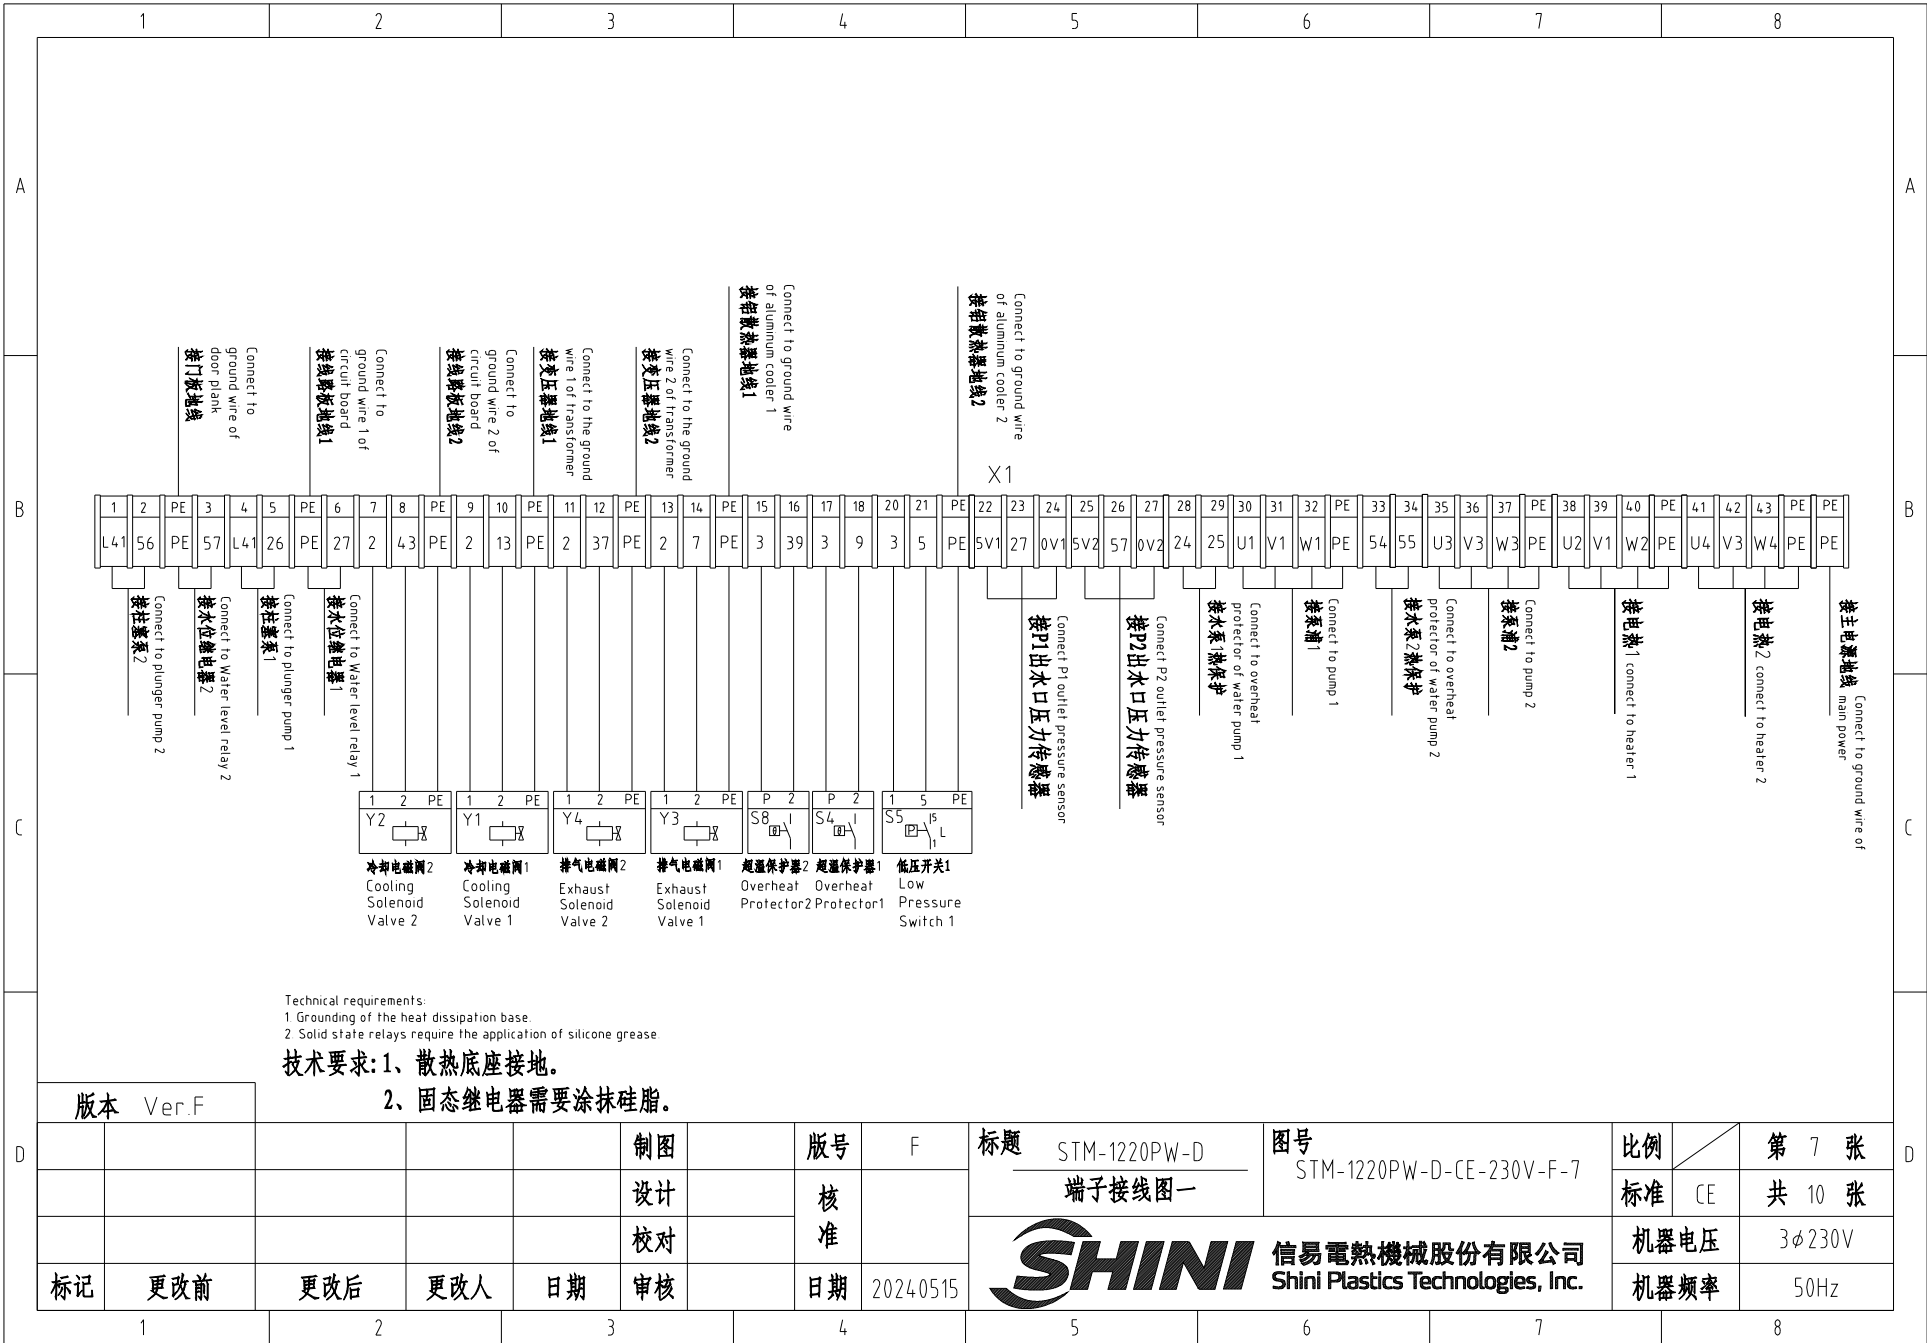 1 2 3 4 5 6 7 8
A A
接门板地线
Connect to
ground wire of
door plank
接线路板地线1
Connect to
ground wire 1 of
circuit board
接线路板地线2
Connect to
ground wire 2 of
circuit board
接变压器地线1
Connect to the ground
wire 1 of transformer
接变压器地线2
Connect to the ground
wire 2 of transformer
接铝散热器地线1
Connect to ground wire
of aluminum cooler 1
接铝散热器地线2
Connect to ground wire
of aluminum cooler 2
X1
B B
1 2 PE 3 4 5 PE 6 7 8 PE 9 10 PE 11 12 PE 13 14 PE 15 16 17 18 20 21 PE 22 23 24 25 26 27 28 29 30 31 32 PE 33 34 35 36 37 PE 38 39 40 PE 41 42 43 PE PE
L41 56 PE 57 L41 26 PE 27 2 43 PE 2 13 PE 2 37 PE 2 7 PE 3 39 3 9 3 5 PE 5V1 27 0V1 5V2 57 0V2 24 25 U1 V1 W1 PE 54 55 U3 V3 W3 PE U2 V1 W2 PE U4 V3 W4 PE PE
接柱塞泵2
Connect to plunger pump 2
接水位继电器2
Connect to Water level relay 2
接柱塞泵1
Connect to plunger pump 1
接水位继电器1
Connect to Water level relay 1
接P1出水口压力传感器
Connect P1 outlet pressure sensor
接P2出水口压力传感器
Connect P2 outlet pressure sensor
接水泵1热保护
Connect to overheat
protector of water pump 1
接泵浦1
Connect to pump 1
接水泵2热保护
Connect to overheat
protector of water pump 2
接泵浦2
Connect to pump 2
接电热1 connect to heater 1
接电热2 connect to heater 2
接主电源地线
Connect to ground wire of
main power
C C
1 2 PE
Y2
冷却电磁阀2
Cooling
Solenoid
Valve 2
1 2 PE
Y1
冷却电磁阀1
Cooling
Solenoid
Valve 1
1 2 PE
Y4
排气电磁阀2
Exhaust
Solenoid
Valve 2
1 2 PE
Y3
排气电磁阀1
Exhaust
Solenoid
Valve 1
P 2
S8
超温保护器2
Overheat
Protector2
P 2
S4
超温保护器1
Overheat
Protector1
1 5 PE
S5 P 5 L 1
低压开关1
Low
Pressure
Switch 1
Technical requirements:
1. Grounding of the heat dissipation base.
2. Solid state relays require the application of silicone grease.
技术要求:1、散热底座接地。
2、固态继电器需要涂抹硅脂。
版本 Ver.F
D D
制图 版号 F
设计 核准
校对
标记 更改前 更改后 更改人 日期 审核 日期 20240515
标题 STM-1220PW-D
端子接线图一
图号
STM-1220PW-D-CE-230V-F-7
比例 第 7 张
标准 CE 共 10 张
机器电压 3φ230V
机器频率 50Hz
SHINI
信易電熱機械股份有限公司
Shini Plastics Technologies, Inc.
1 2 3 4 5 6 7 8